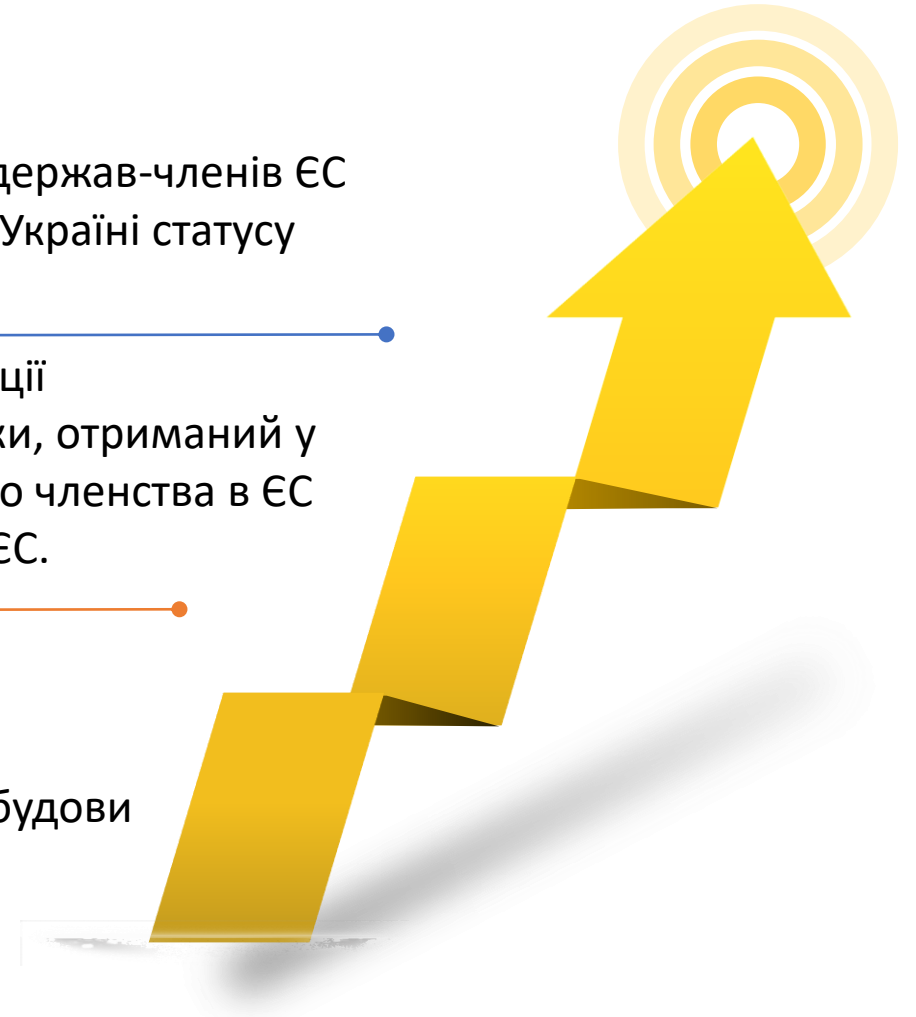 держав-членів ЄС
Україні статусу
ції
ки, отриманий у
о членства в ЄС
ЄС.
будови